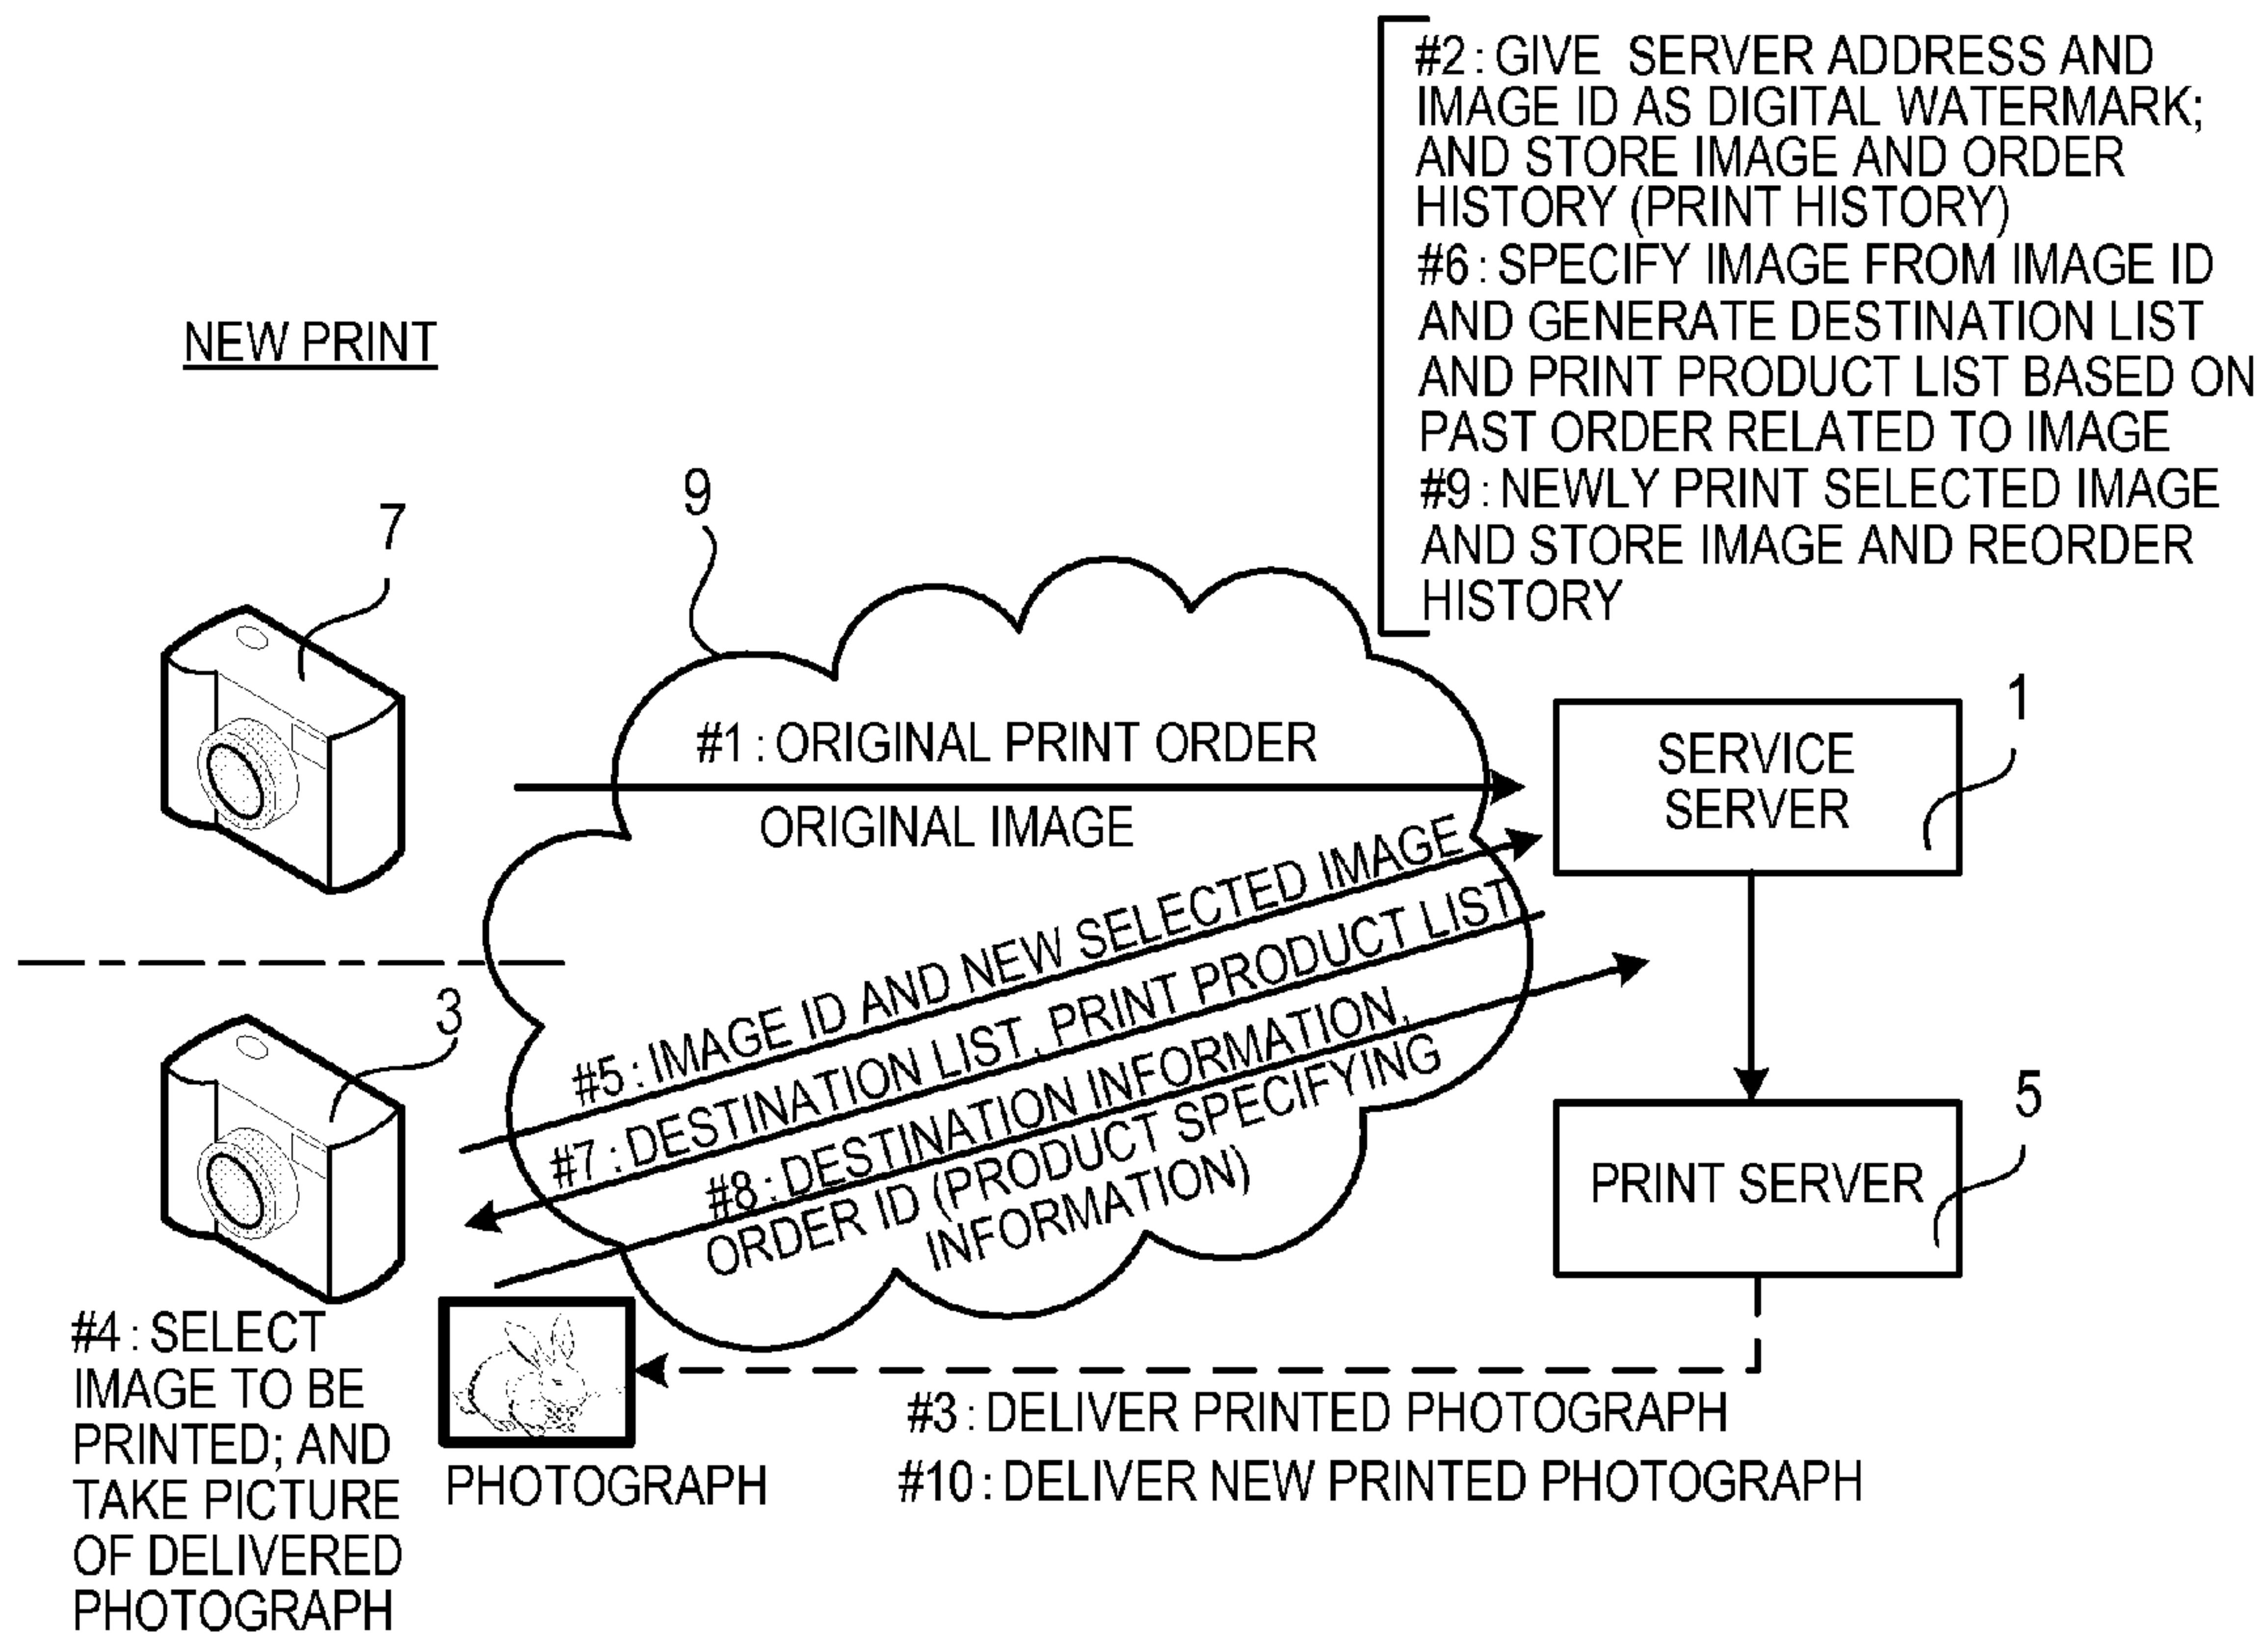 #2 : GIVE SERVER ADDRESS AND
IMAGE ID AS DIGITAL WATERMARK;
AND STORE IMAGE AND ORDER
HISTORY (PRINT HISTORY)
#6 : SPECIFY IMAGE FROM IMAGE ID
AND GENERATE DESTINATION LIST
AND PRINT PRODUCT LIST BASED ON
PAST ORDER RELATED TO IMAGE
#9 : NEWLY PRINT SELECTED IMAGE
AND STORE IMAGE AND REORDER
HISTORY
NEW PRINT
7
9
#1 : ORIGINAL PRINT ORDER
ORIGINAL IMAGE
SERVICE
SERVER
1
3
#5 : IMAGE ID AND NEW SELECTED IMAGE
#7 : DESTINATION LIST, PRINT PRODUCT LIST
#8 : DESTINATION INFORMATION,
ORDER ID (PRODUCT SPECIFYING
INFORMATION)
PRINT SERVER
5
#4 : SELECT
IMAGE TO BE
PRINTED; AND
TAKE PICTURE
OF DELIVERED
PHOTOGRAPH
PHOTOGRAPH
#3 : DELIVER PRINTED PHOTOGRAPH
#10 : DELIVER NEW PRINTED PHOTOGRAPH